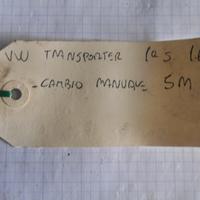 VW TRANSPORTER
- CAMBIO MANUALE 5M